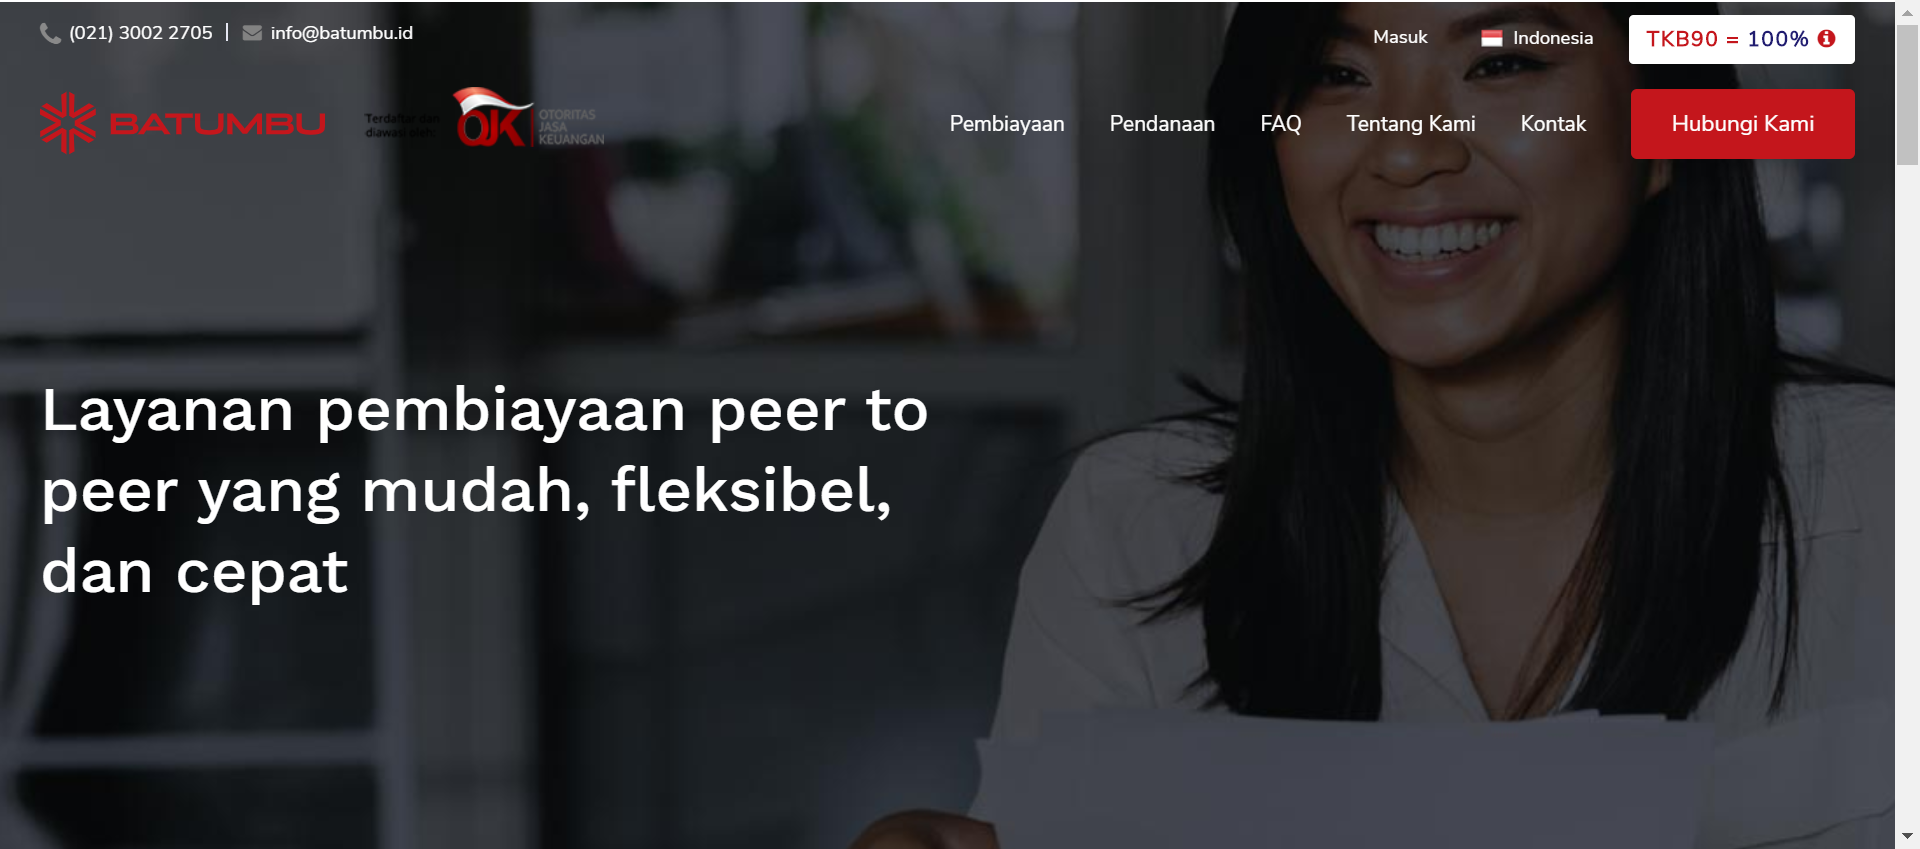 (021) 3002 2705 | info@batumbu.id
Masuk
Indonesia
TKB90 = 100%
BATUMBU
Terdaftar dan
diawasi oleh:
OJK
OTORITAS
JASA
KEUANGAN
Pembiayaan
Pendanaan
FAQ
Tentang Kami
Kontak
Hubungi Kami
Layanan pembiayaan peer to
peer yang mudah, fleksibel,
dan cepat